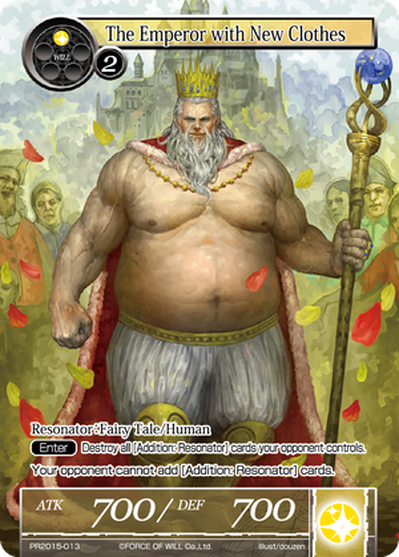 The Emperor with New Clothes
WILL
2
Resonator：Fairy Tale/Human
Enter Destroy all [Addition: Resonator] cards your opponent controls.
Your opponent cannot add [Addition: Resonator] cards.
ATK 700 / DEF 700
PR2015-013 ©FORCE OF WILL Co.,Ltd. Illust/douzen